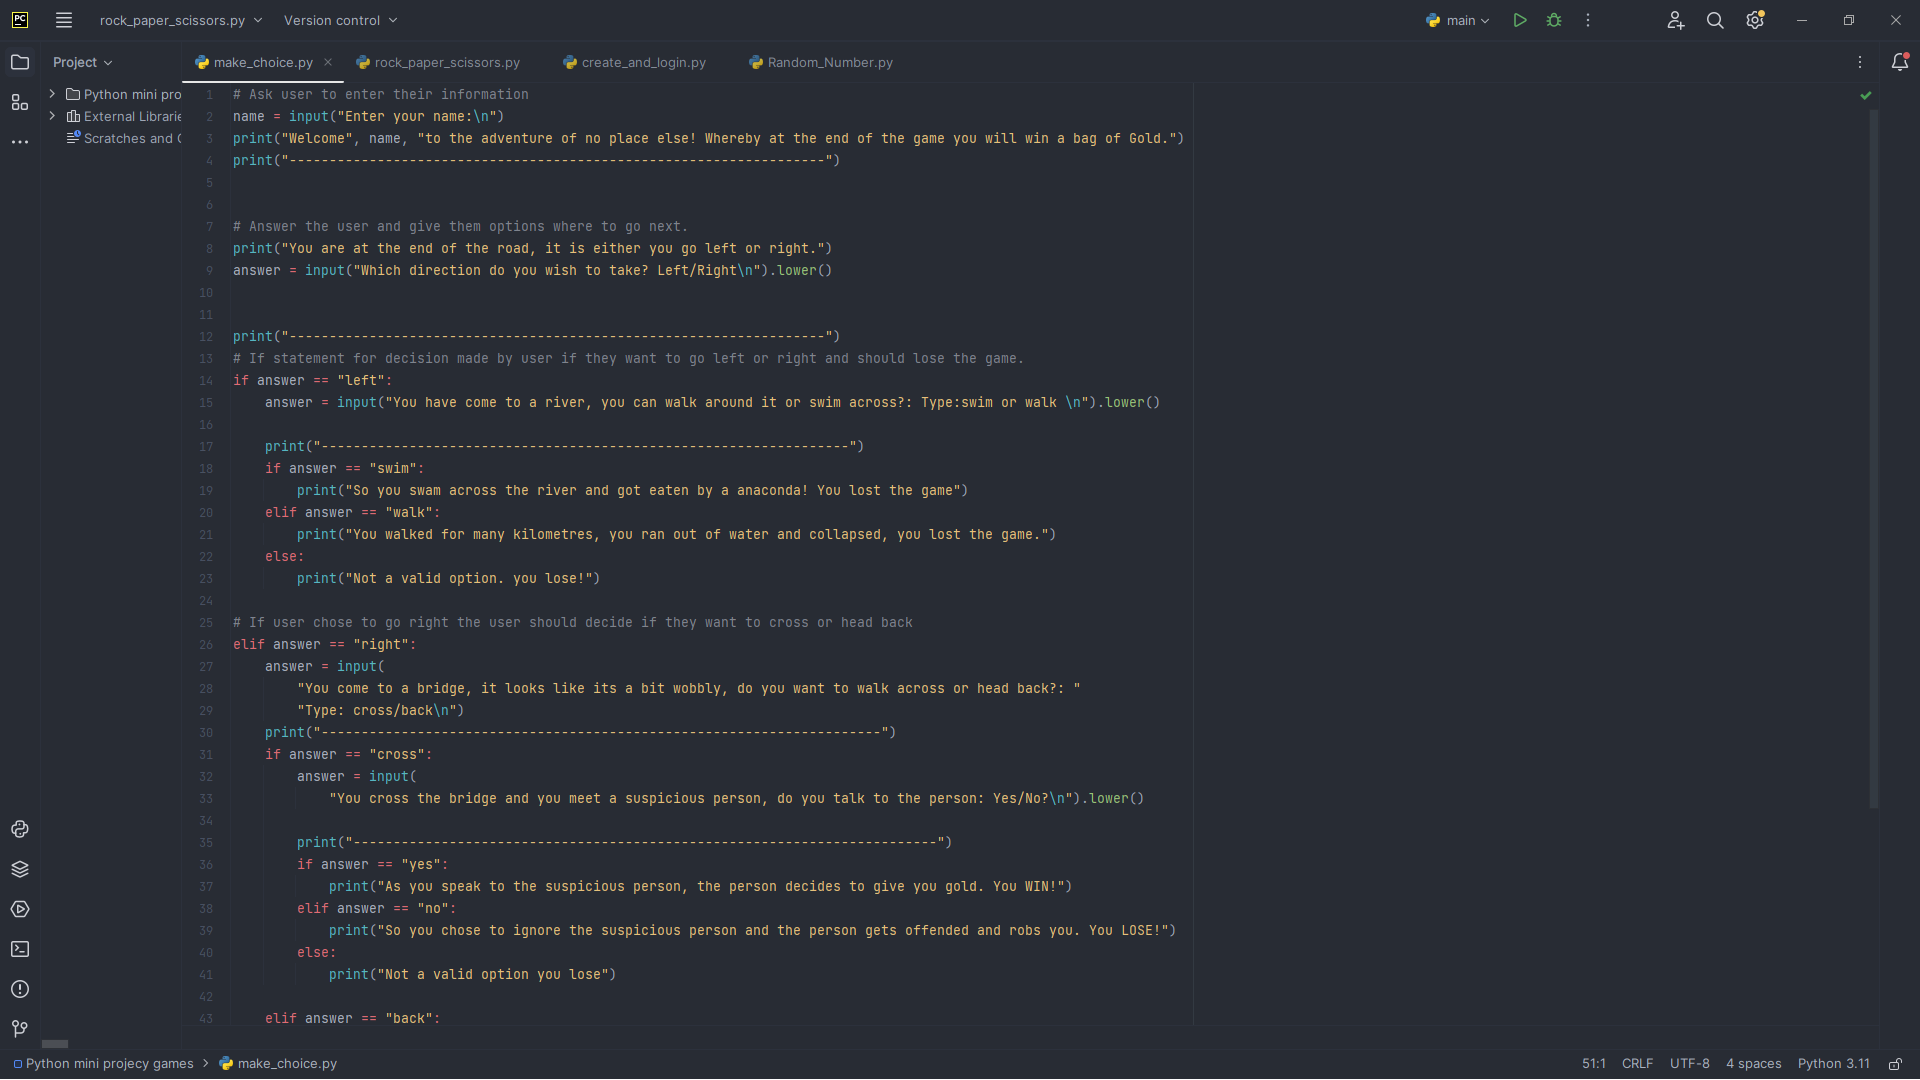 PC rock_paper_scissors.py Version control main
Project make_choice.py rock_paper_scissors.py create_and_login.py Random_Number.py
Python mini pro
External Librarie
Scratches and C
1 # Ask user to enter their information
2 name = input("Enter your name:\n")
3 print("Welcome", name, "to the adventure of no place else! Whereby at the end of the game you will win a bag of Gold.")
4 print("-------------------------------------------------------------------")
5
6
7 # Answer the user and give them options where to go next.
8 print("You are at the end of the road, it is either you go left or right.")
9 answer = input("Which direction do you wish to take? Left/Right\n").lower()
10
11
12 print("-------------------------------------------------------------------")
13 # If statement for decision made by user if they want to go left or right and should lose the game.
14 if answer == "left":
15     answer = input("You have come to a river, you can walk around it or swim across?: Type:swim or walk \n").lower()
16
17     print("------------------------------------------------------------------")
18     if answer == "swim":
19         print("So you swam across the river and got eaten by a anaconda! You lost the game")
20     elif answer == "walk":
21         print("You walked for many kilometres, you ran out of water and collapsed, you lost the game.")
22     else:
23         print("Not a valid option. you lose!")
24
25 # If user chose to go right the user should decide if they want to cross or head back
26 elif answer == "right":
27     answer = input(
28         "You come to a bridge, it looks like its a bit wobbly, do you want to walk across or head back?: "
29         "Type: cross/back\n")
30     print("----------------------------------------------------------------------")
31     if answer == "cross":
32         answer = input(
33             "You cross the bridge and you meet a suspicious person, do you talk to the person: Yes/No?\n").lower()
34
35         print("-------------------------------------------------------------------------")
36         if answer == "yes":
37             print("As you speak to the suspicious person, the person decides to give you gold. You WIN!")
38         elif answer == "no":
39             print("So you chose to ignore the suspicious person and the person gets offended and robs you. You LOSE!")
40         else:
41             print("Not a valid option you lose")
42
43     elif answer == "back":
Python mini projecy games make_choice.py 51:1 CRLF UTF-8 4 spaces Python 3.11